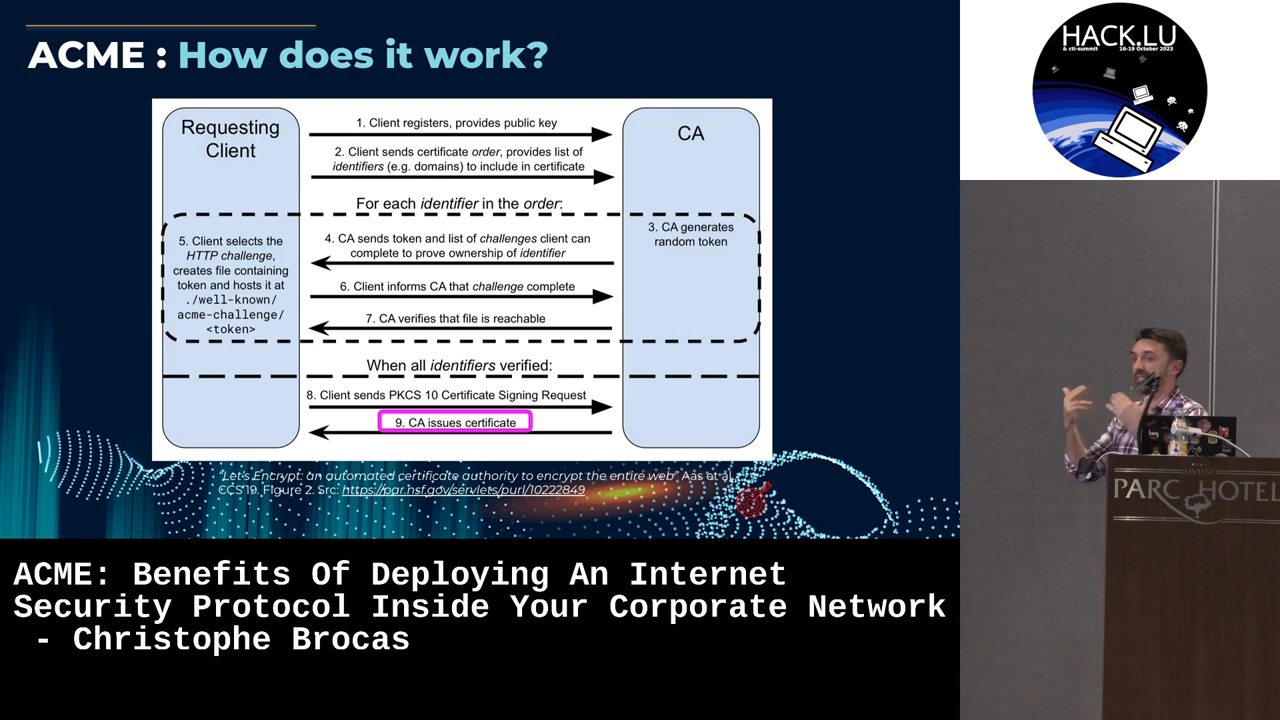 ACME : How does it work?
Requesting
Client
CA
1. Client registers, provides public key
2. Client sends certificate order, provides list of
identifiers (e.g. domains) to include in certificate
For each identifier in the order:
3. CA generates
random token
4. CA sends token and list of challenges client can
complete to prove ownership of identifier
5. Client selects the
HTTP challenge,
creates file containing
token and hosts it at
./well-known/
acme-challenge/
<token>
6. Client informs CA that challenge complete
7. CA verifies that file is reachable
When all identifiers verified:
8. Client sends PKCS 10 Certificate Signing Request
9. CA issues certificate
"Let's Encrypt: an automated certificate authority to encrypt the entire web" Aas et al.,
CCS'19. Figure 2. Src: https://par.nsf.gov/servlets/purl/10222849
HACK.LU
& cti-summit 16-19 October 2023
ALVISSE
PARC HOTEL
ACME: Benefits Of Deploying An Internet
Security Protocol Inside Your Corporate Network
- Christophe Brocas